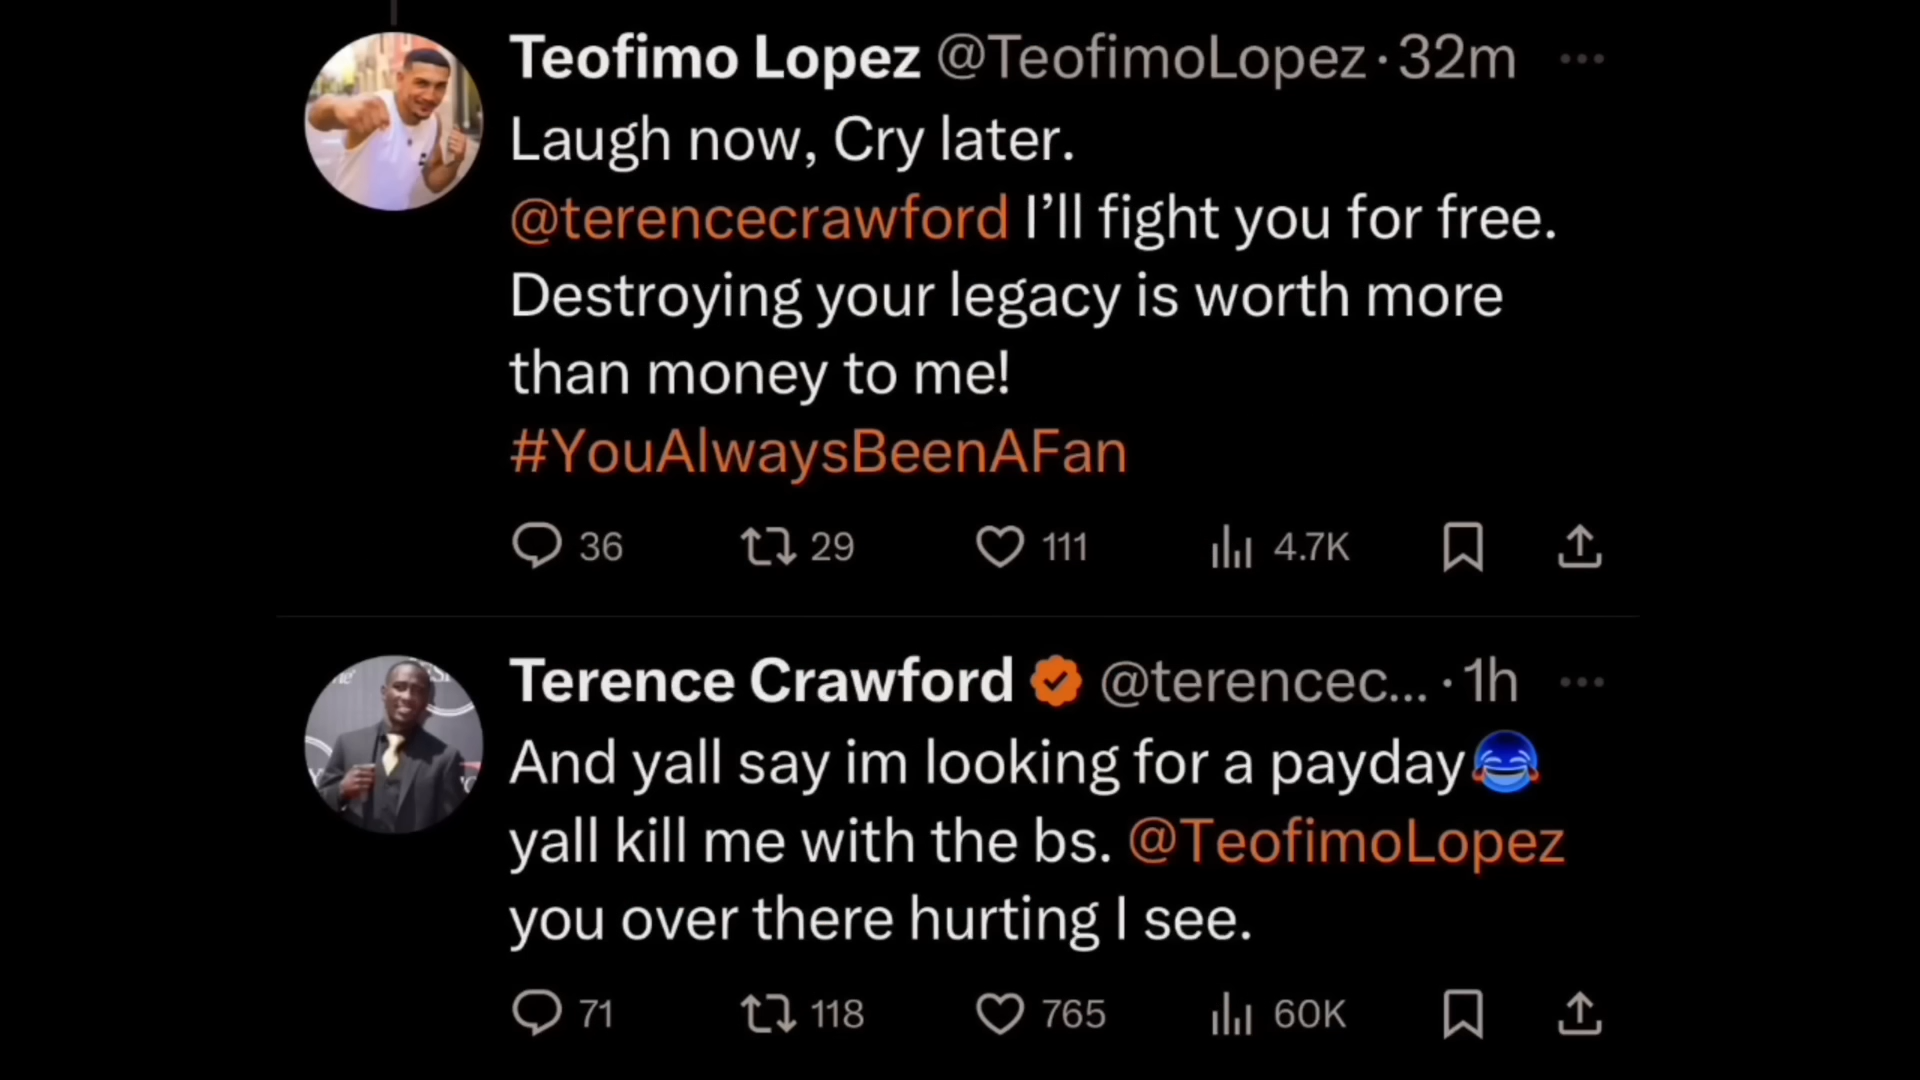 Teofimo Lopez @TeofimoLopez · 32m
Laugh now, Cry later.
@terencecrawford I’ll fight you for free.
Destroying your legacy is worth more
than money to me!
#YouAlwaysBeenAFan
36 29 111 4.7K
Terence Crawford @terencec... · 1h
And yall say im looking for a payday😂
yall kill me with the bs. @TeofimoLopez
you over there hurting I see.
71 118 765 60K